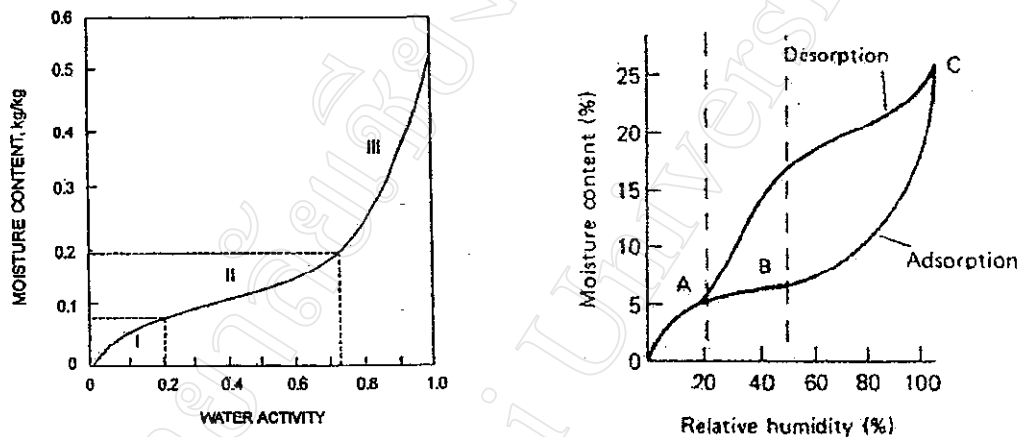 MOISTURE CONTENT, kg/kg
0.6
0.5
0.4
0.3
0.2
0.1
0
I
II
III
0 0.2 0.4 0.6 0.8 1.0
WATER ACTIVITY
Moisture content (%)
25
20
15
10
5
0
Desorption
C
A
B
Adsorption
20 40 60 80 100
Relative humidity (%)